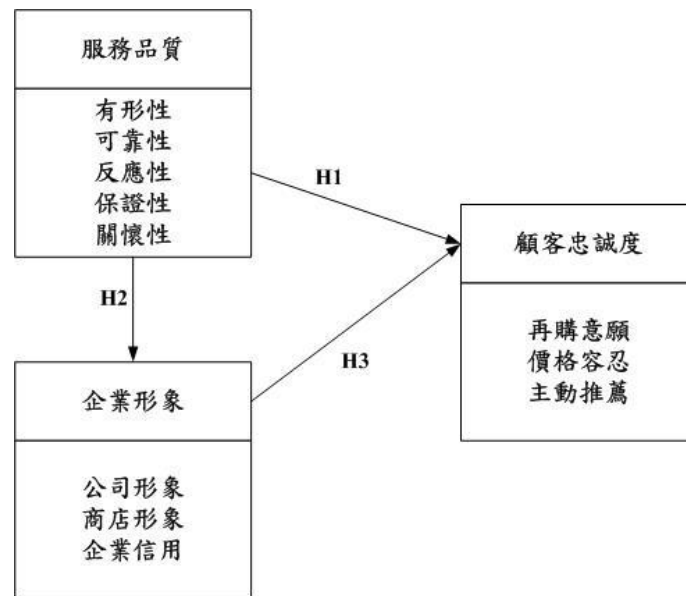 服務品質
有形性
可靠性
反應性
保證性
關懷性
H1
顧客忠誠度
再購意願
價格容忍
主動推薦
H2
H3
企業形象
公司形象
商店形象
企業信用